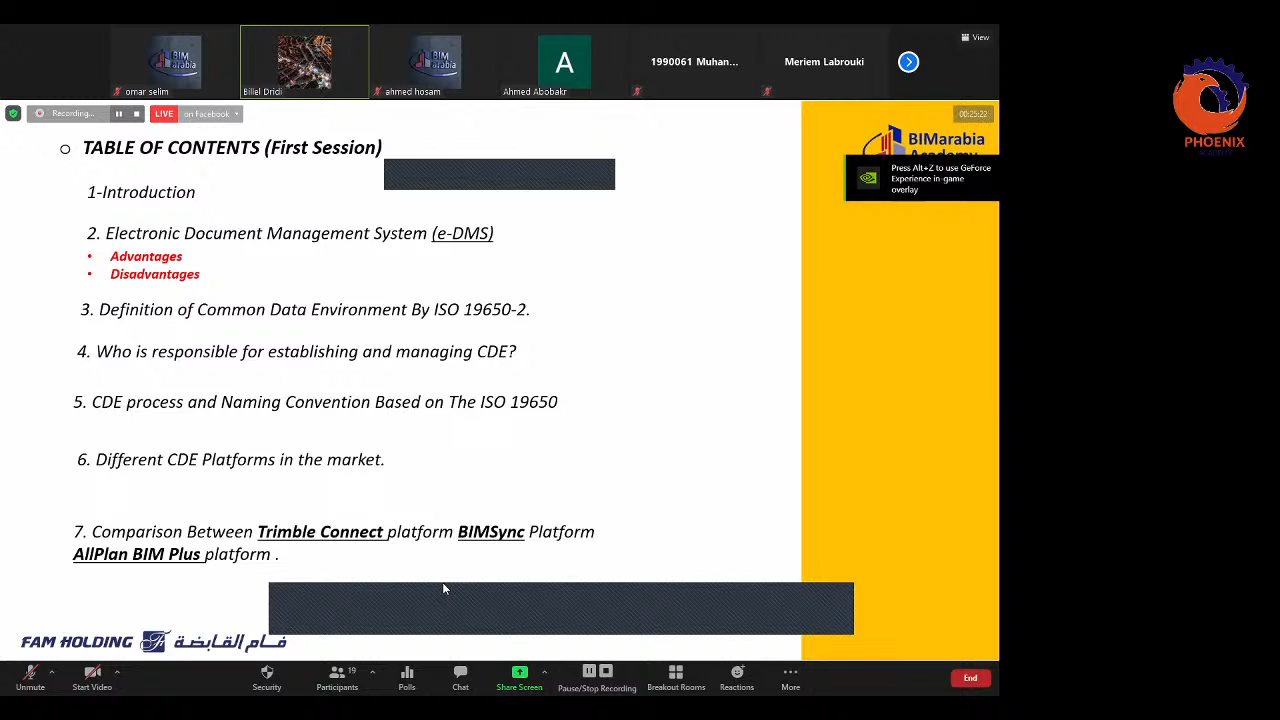 View
BIM
arabia
BIM
arabia
A
1990061 Muhan...
Meriem Labrouki
omar selim
Billel Dridi
ahmed hosam
Ahmed Abobakr
Recording...
LIVE
on Facebook
00:25:22
PHOENIX
ACADEMY
TABLE OF CONTENTS (First Session)
BIMarabia
Academy
Press Alt+Z to use GeForce
Experience in-game
overlay
1-Introduction
2. Electronic Document Management System (e-DMS)
• Advantages
• Disadvantages
3. Definition of Common Data Environment By ISO 19650-2.
4. Who is responsible for establishing and managing CDE?
5. CDE process and Naming Convention Based on The ISO 19650
6. Different CDE Platforms in the market.
7. Comparison Between Trimble Connect platform BIMSync Platform
AllPlan BIM Plus platform .
FAM HOLDING فام القابضة
Unmute
Start Video
Security
Participants
19
Polls
Chat
Share Screen
Pause/Stop Recording
Breakout Rooms
Reactions
More
End